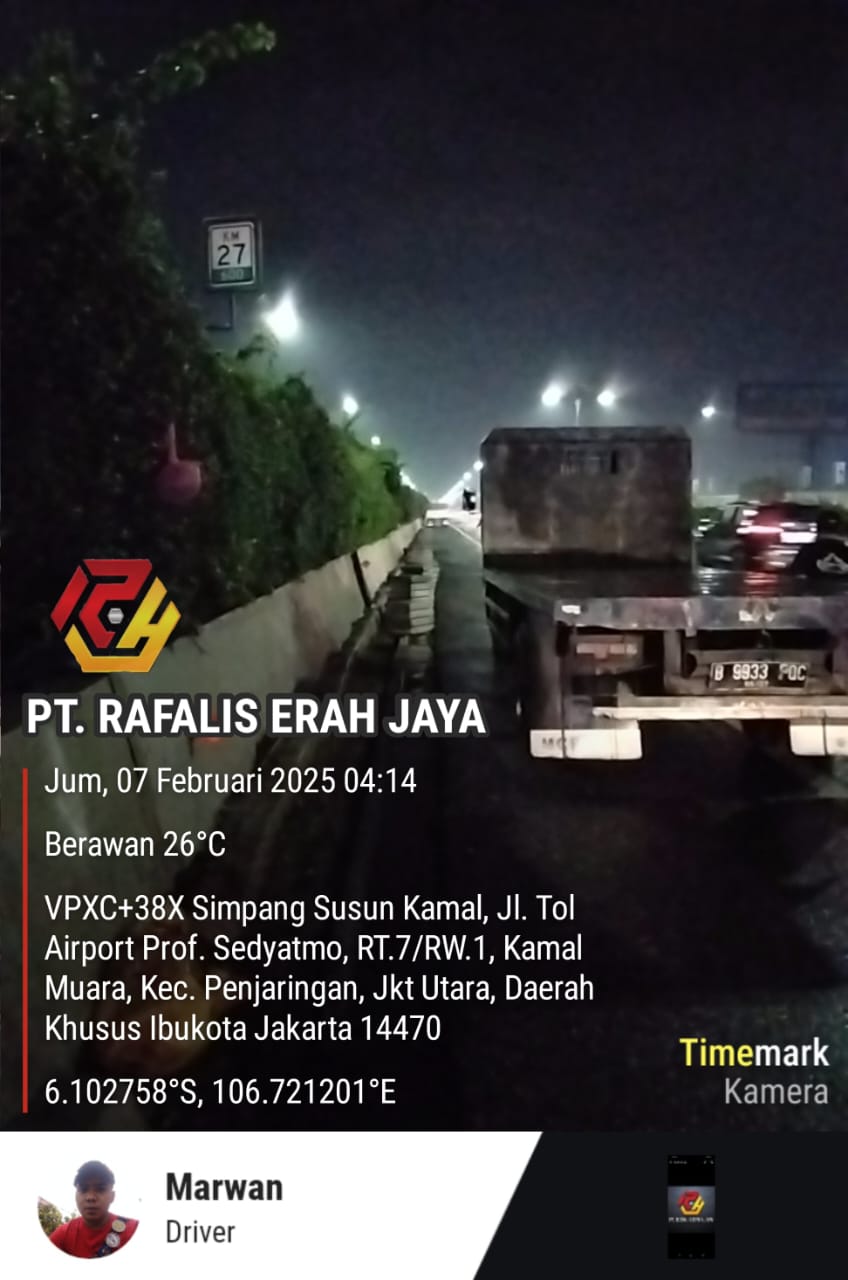 KM
27
600
B 9933 FQC
PT. RAFALIS ERAH JAYA
Jum, 07 Februari 2025 04:14
Berawan 26°C
VPXC+38X Simpang Susun Kamal, Jl. Tol
Airport Prof. Sedyatmo, RT.7/RW.1, Kamal
Muara, Kec. Penjaringan, Jkt Utara, Daerah
Khusus Ibukota Jakarta 14470
6.102758°S, 106.721201°E
Timemark
Kamera
Marwan
Driver